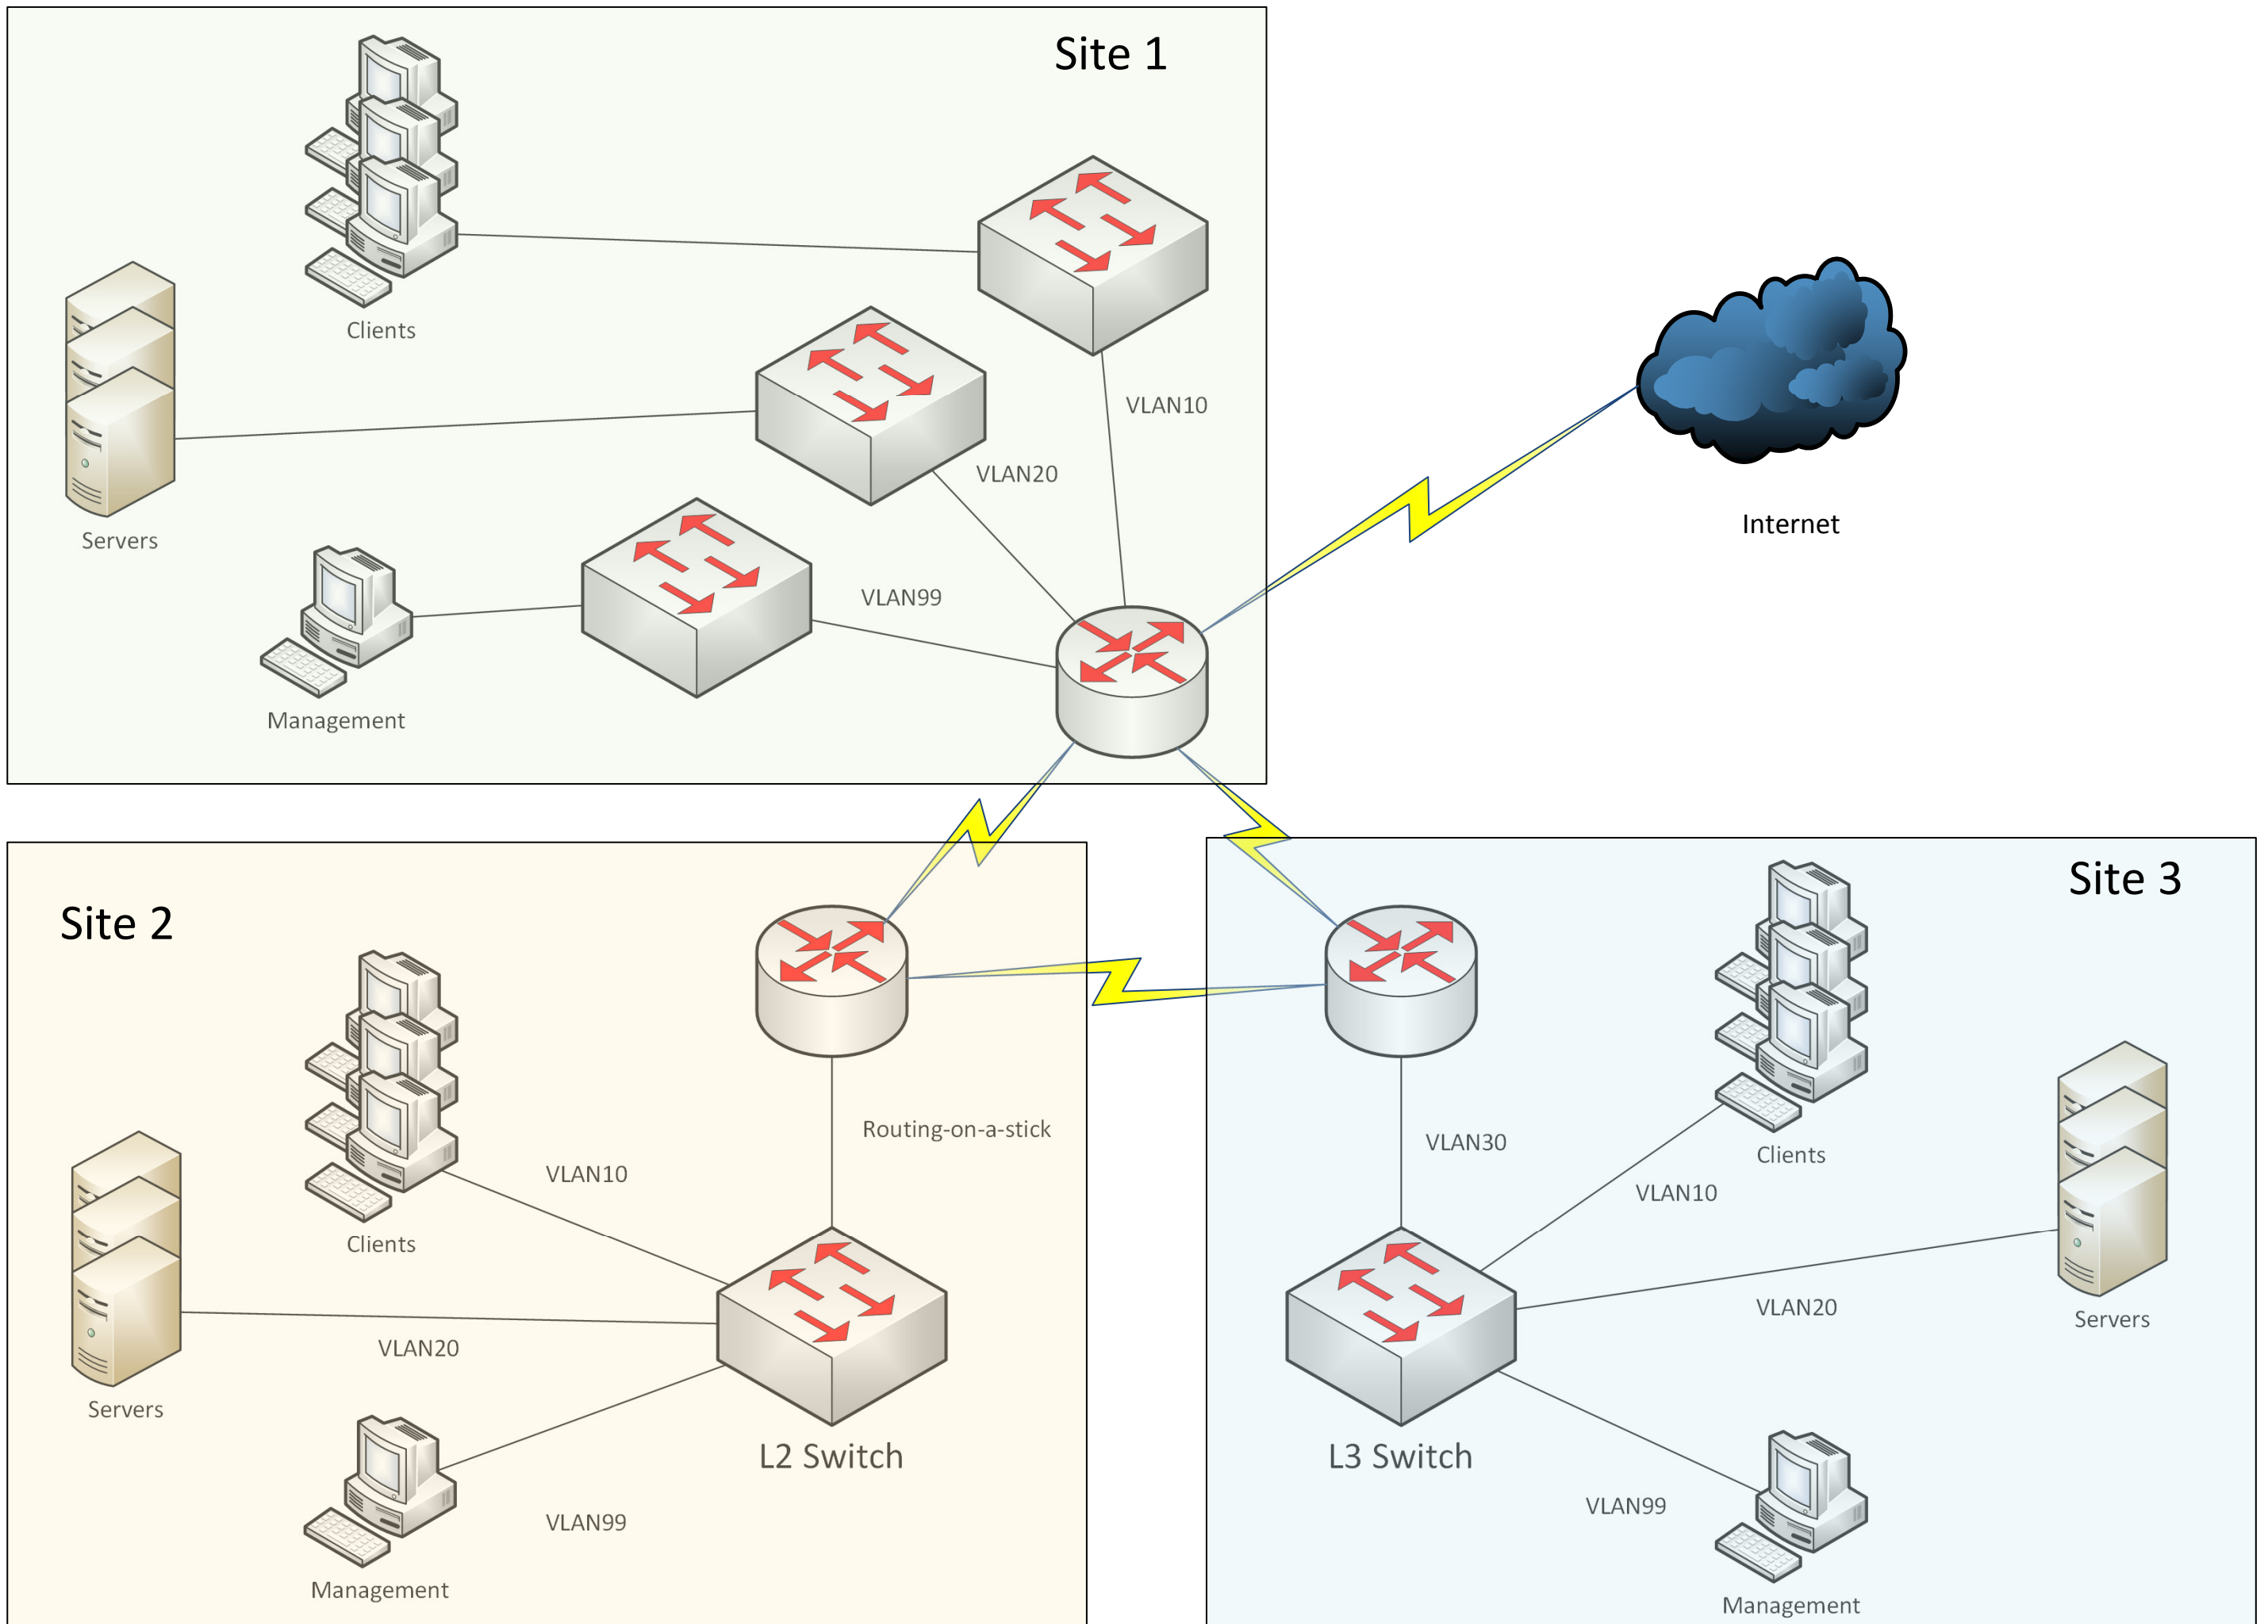 Site 1
Clients
VLAN10
VLAN20
Internet
Servers
VLAN99
Management
Site 2
Routing-on-a-stick
VLAN10
Clients
VLAN20
Servers
L2 Switch
VLAN99
Management
Site 3
VLAN30
Clients
VLAN10
VLAN20
Servers
L3 Switch
VLAN99
Management